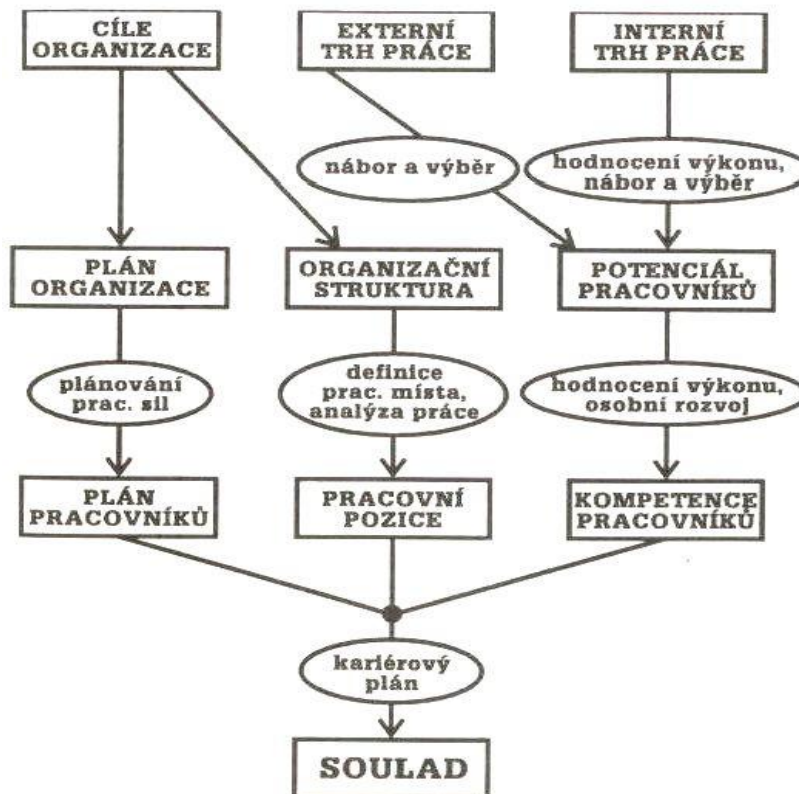 CÍLE
ORGANIZACE
EXTERNÍ
TRH PRÁCE
INTERNÍ
TRH PRÁCE
nábor a výběr
hodnocení výkonu,
nábor a výběr
PLÁN
ORGANIZACE
ORGANIZAČNÍ
STRUKTURA
POTENCIÁL
PRACOVNÍKŮ
plánování
prac. sil
definice
prac. místa,
analýza práce
hodnocení výkonu,
osobní rozvoj
PLÁN
PRACOVNÍKŮ
PRACOVNÍ
POZICE
KOMPETENCE
PRACOVNÍKŮ
kariérový
plán
SOULAD